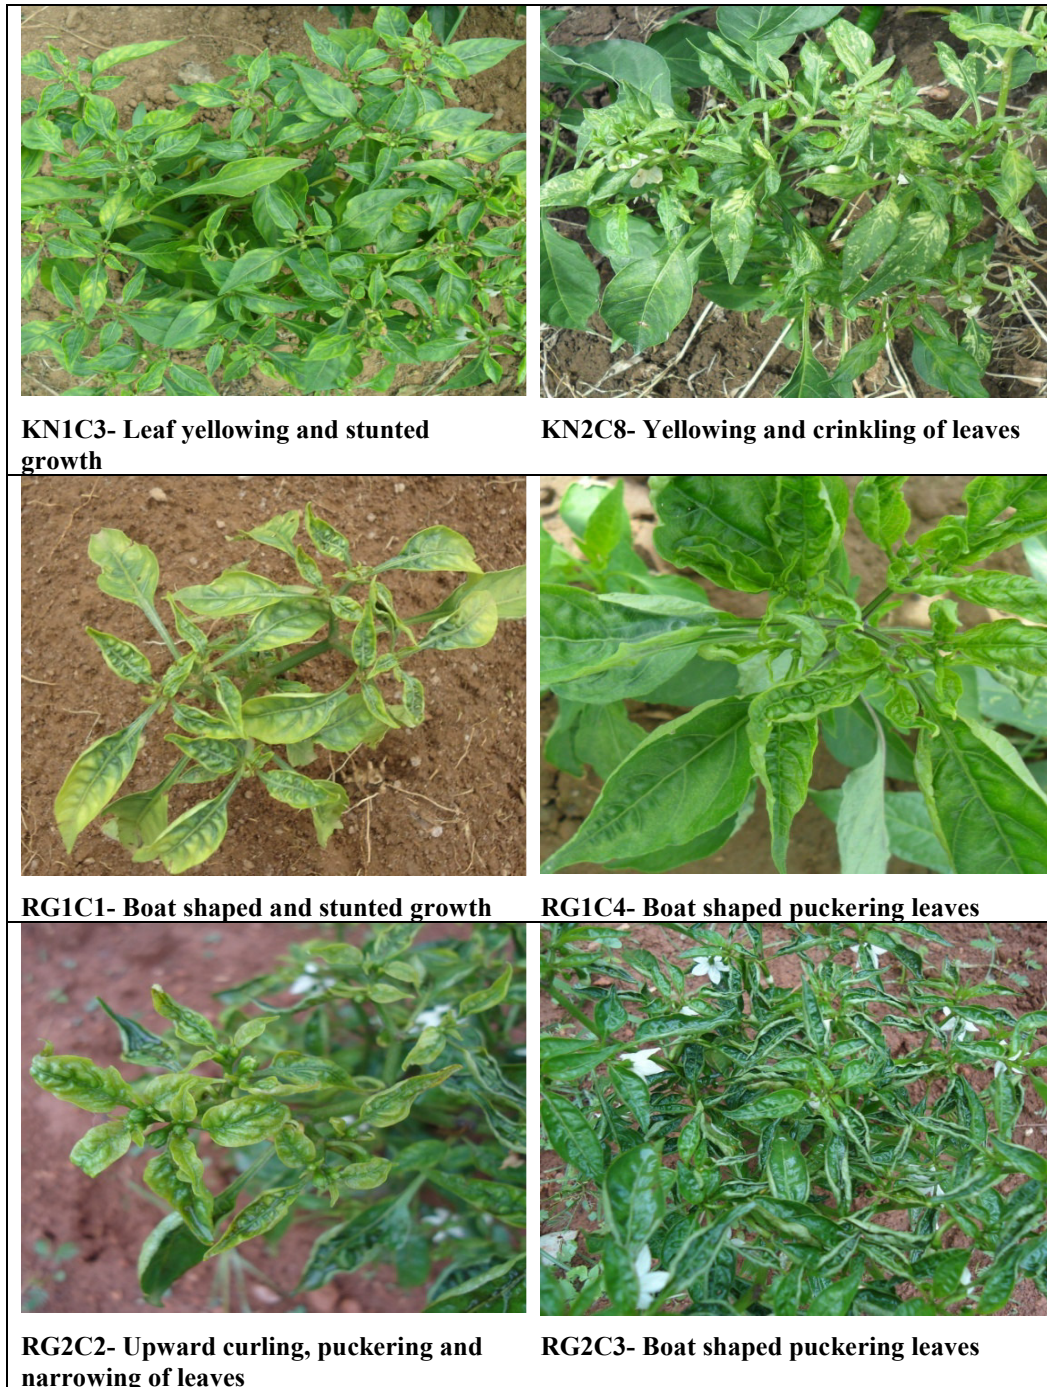 KN1C3- Leaf yellowing and stunted
growth
KN2C8- Yellowing and crinkling of leaves
RG1C1- Boat shaped and stunted growth
RG1C4- Boat shaped puckering leaves
RG2C2- Upward curling, puckering and
narrowing of leaves
RG2C3- Boat shaped puckering leaves